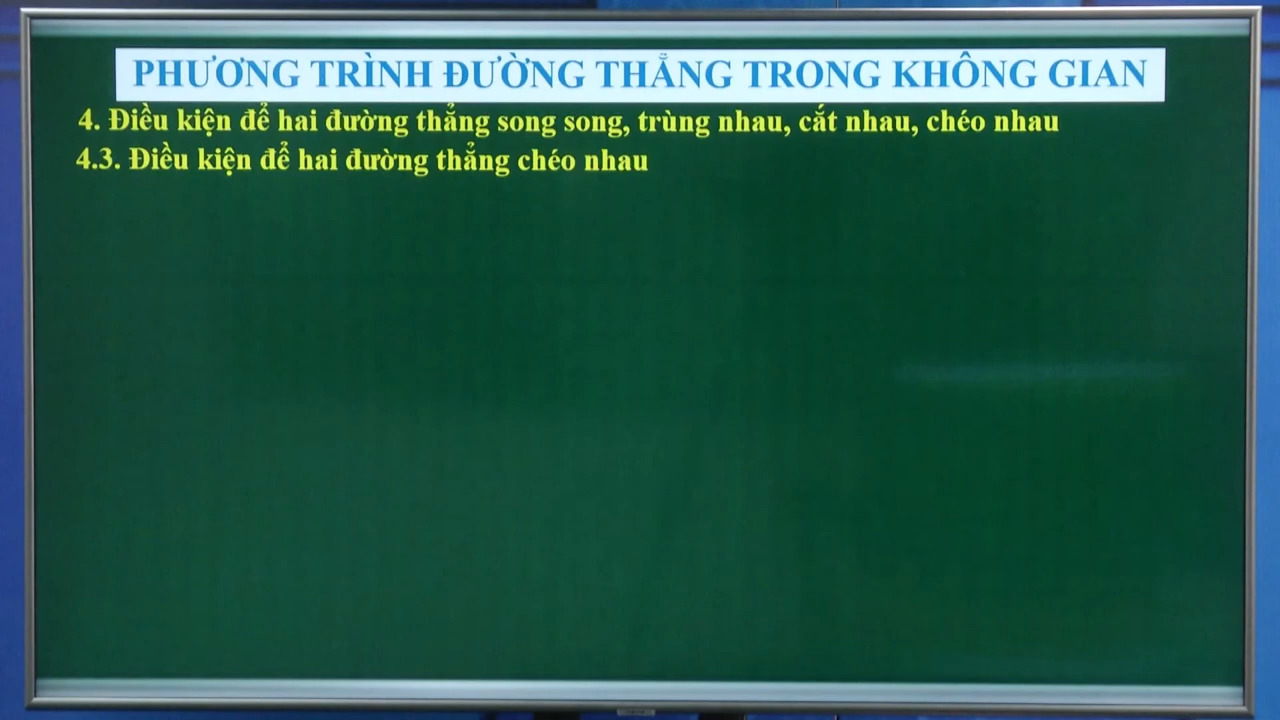 PHƯƠNG TRÌNH ĐƯỜNG THẲNG TRONG KHÔNG GIAN
4. Điều kiện để hai đường thẳng song song, trùng nhau, cắt nhau, chéo nhau
4.3. Điều kiện để hai đường thẳng chéo nhau